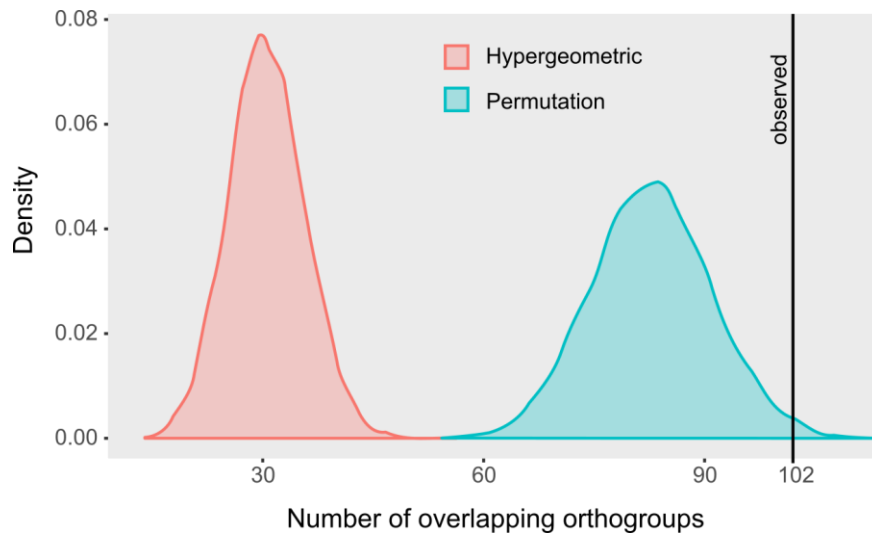 0.08
0.06
0.04
0.02
0.00
Density
Hypergeometric
Permutation
observed
30
60
90
102
Number of overlapping orthogroups